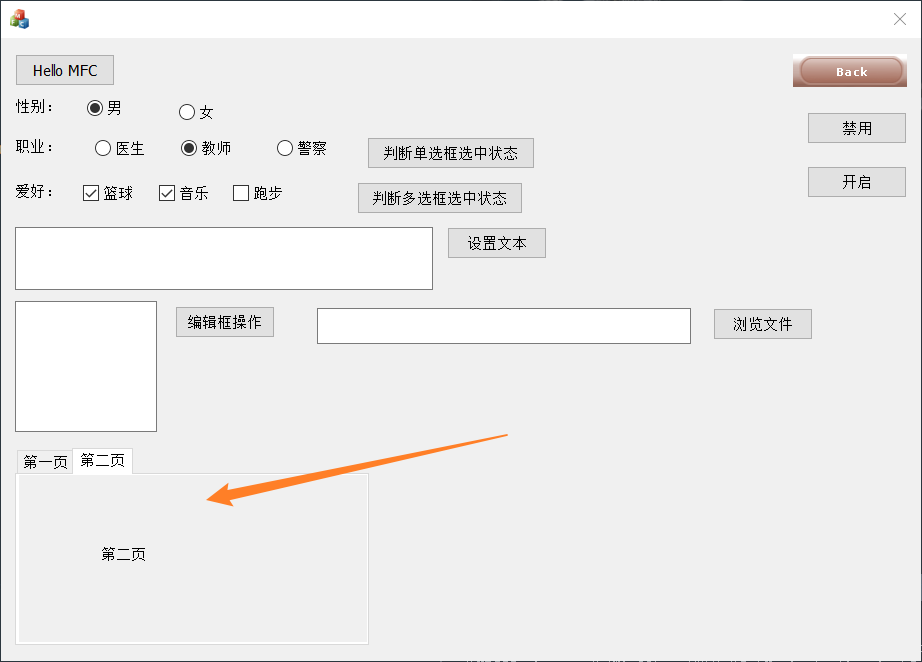 Hello MFC
Back
性别： 男 女
禁用
职业： 医生 教师 警察 判断单选框选中状态
开启
爱好： 篮球 音乐 跑步 判断多选框选中状态
设置文本
编辑框操作 浏览文件
第一页 第二页
第二页